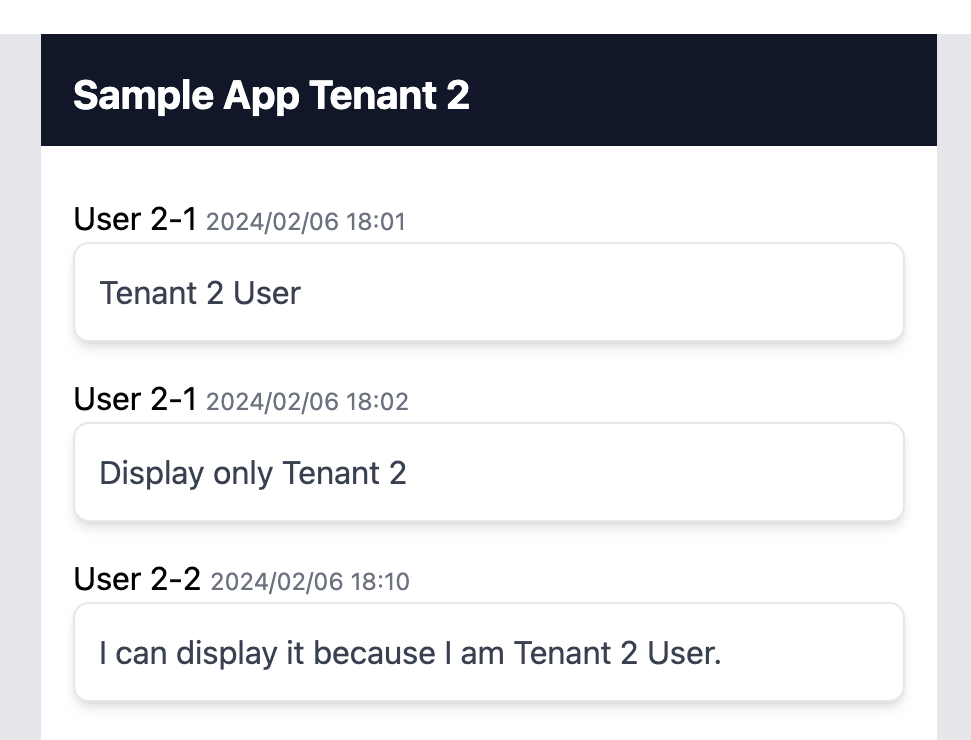 Sample App Tenant 2
User 2-1 2024/02/06 18:01
Tenant 2 User
User 2-1 2024/02/06 18:02
Display only Tenant 2
User 2-2 2024/02/06 18:10
I can display it because I am Tenant 2 User.